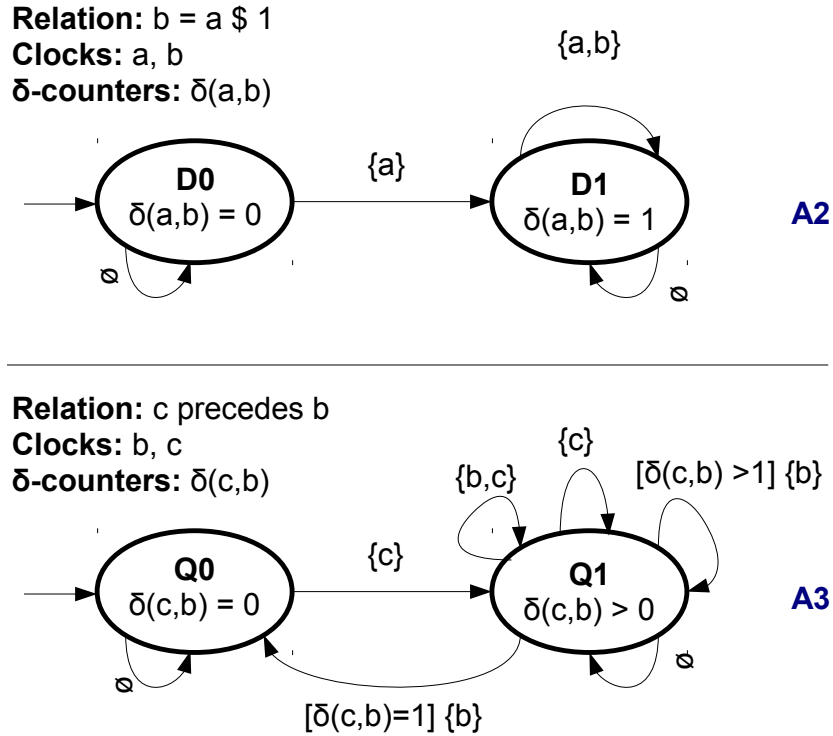 Relation: b = a $ 1
Clocks: a, b
δ-counters: δ(a,b)
{a,b}
{a}
D0
δ(a,b) = 0
D1
δ(a,b) = 1
A2
ø
ø
Relation: c precedes b
Clocks: b, c
δ-counters: δ(c,b)
{c}
{b,c}
[δ(c,b) >1] {b}
{c}
Q0
δ(c,b) = 0
Q1
δ(c,b) > 0
A3
ø
ø
[δ(c,b)=1] {b}